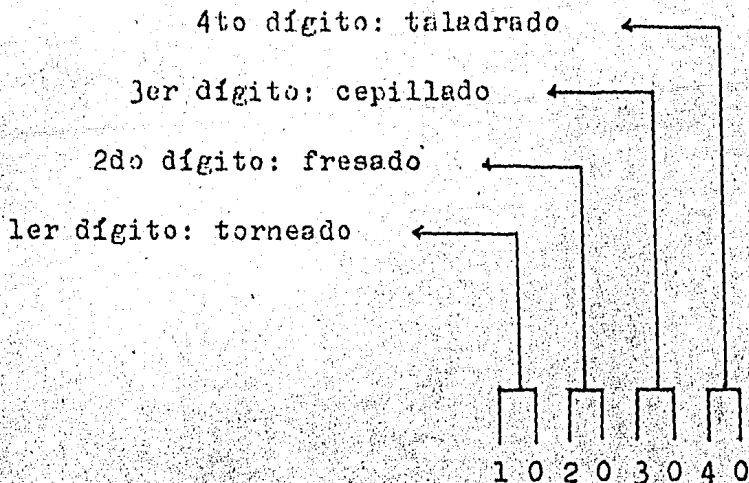 4to dígito: taladrado
3er dígito: cepillado
2do dígito: fresado
1er dígito: torneado
1 0 2 0 3 0 4 0